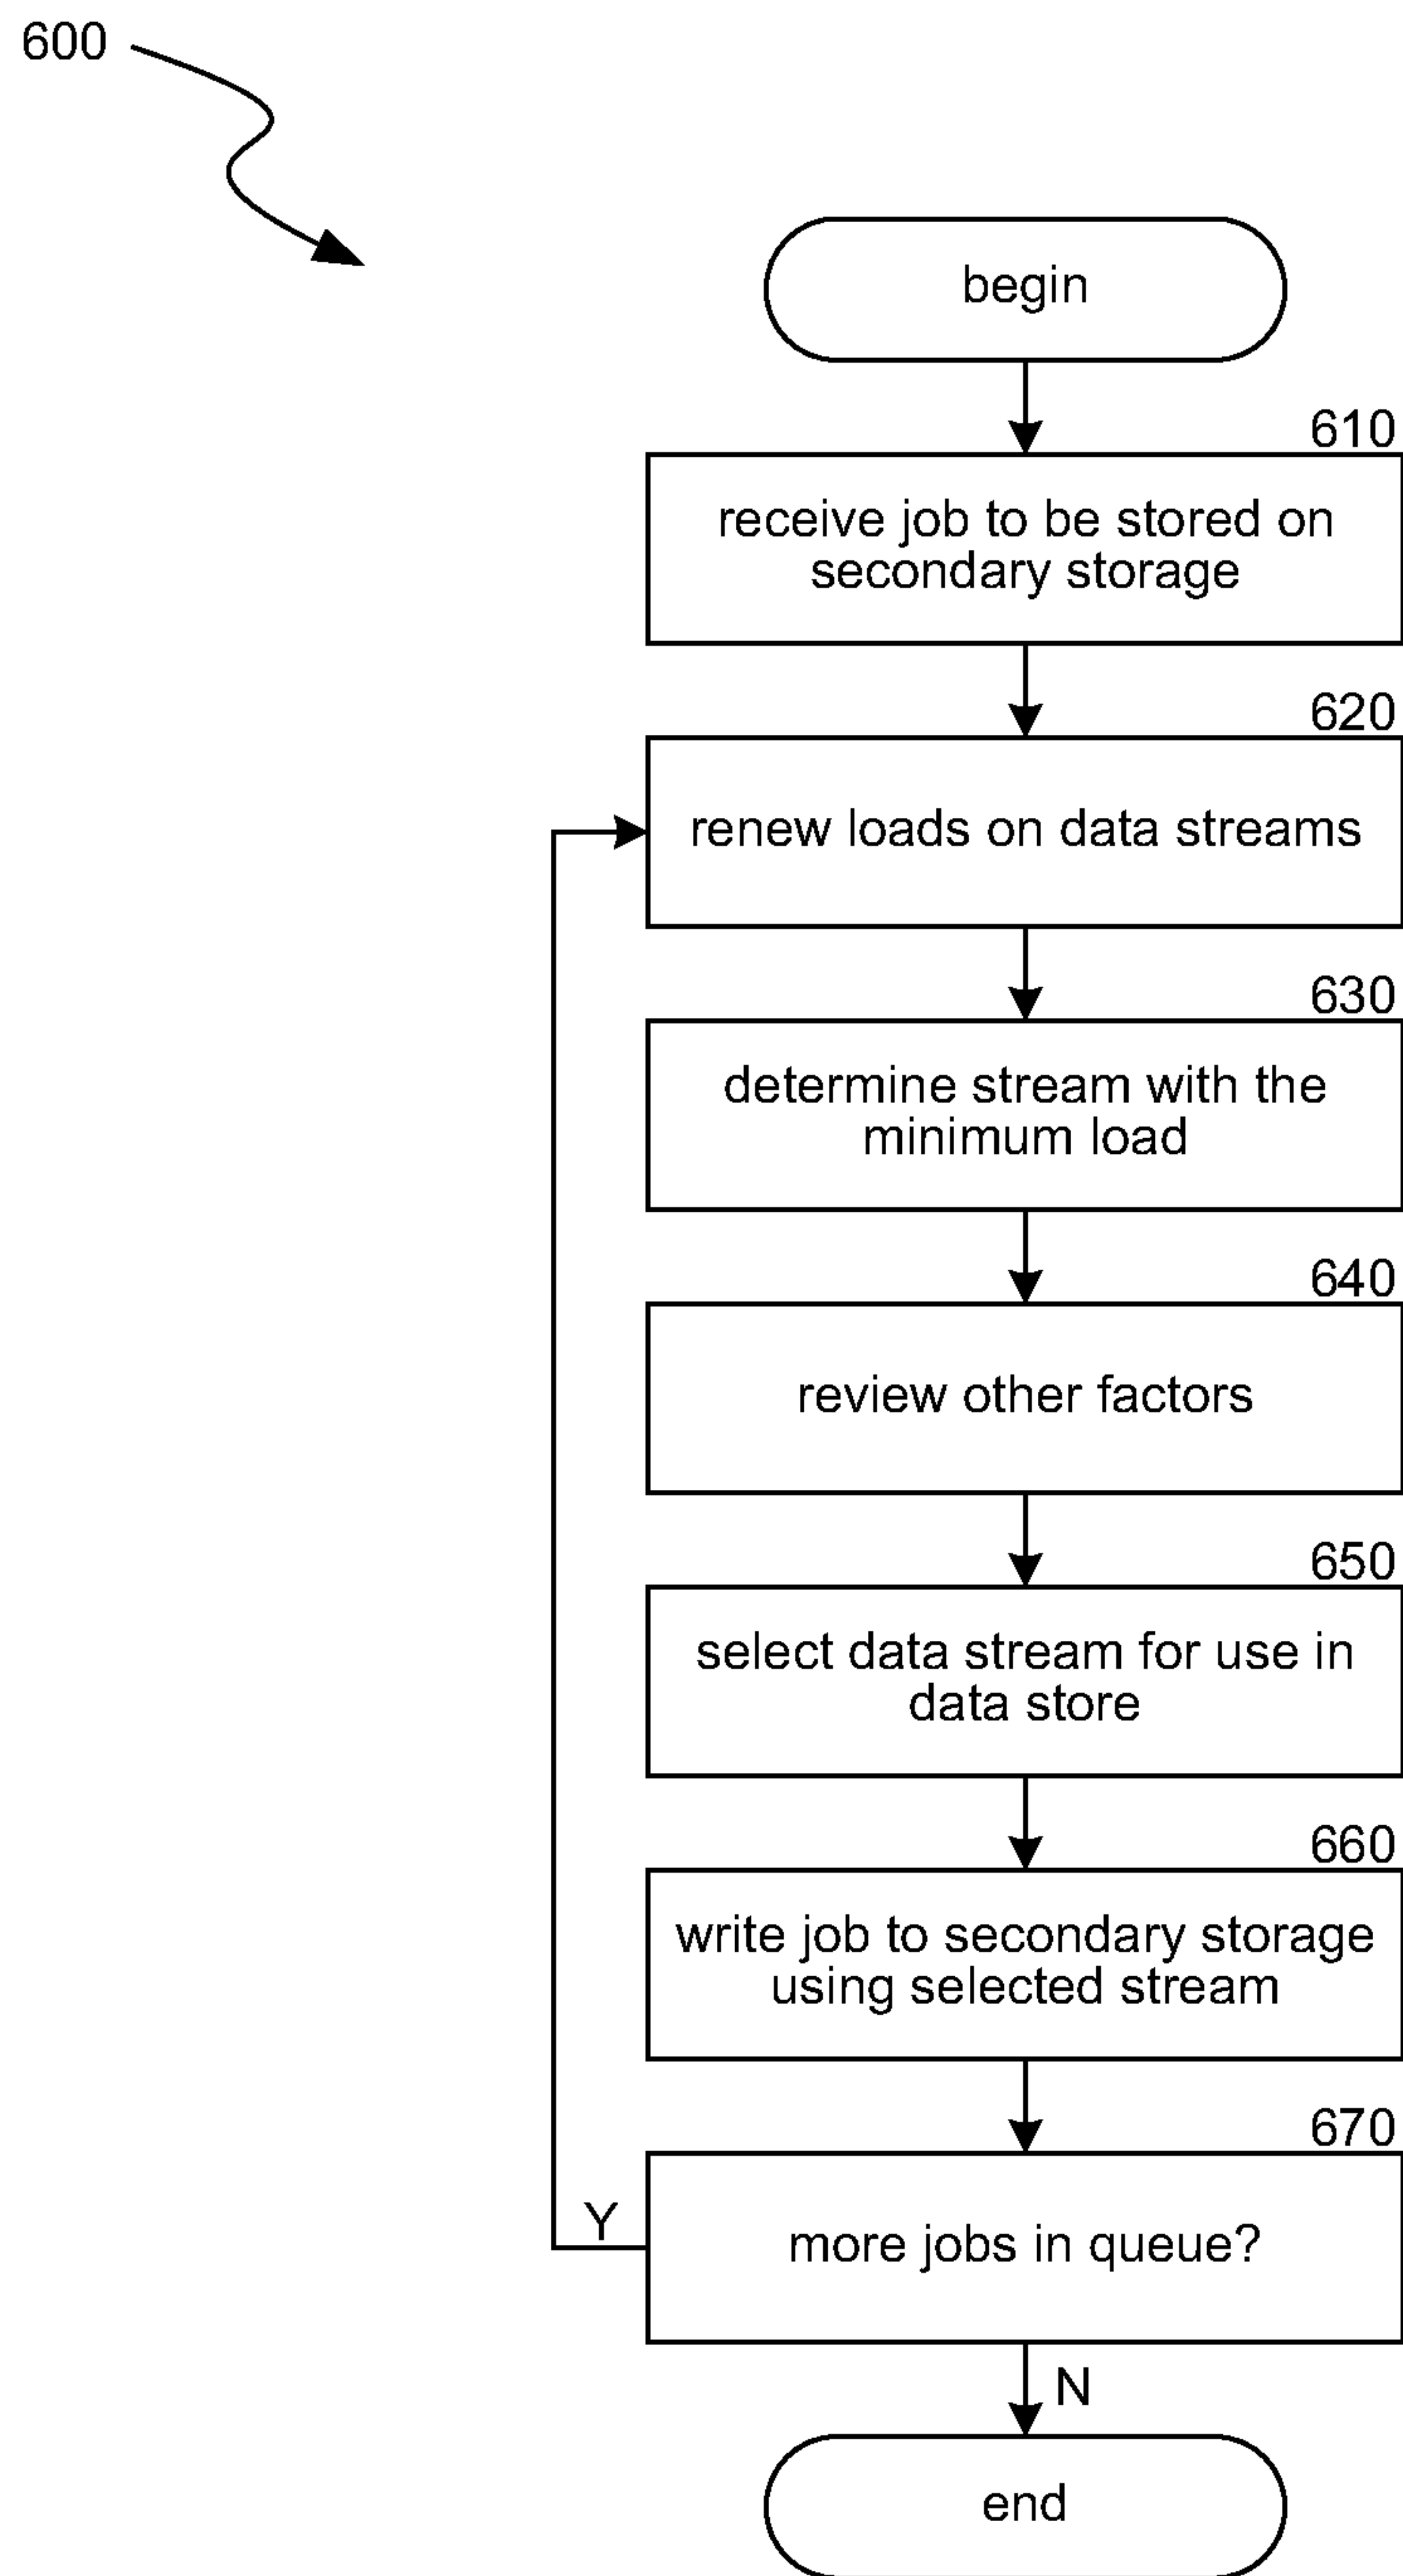 600
begin
610
receive job to be stored on
secondary storage
620
renew loads on data streams
630
determine stream with the
minimum load
640
review other factors
650
select data stream for use in
data store
660
write job to secondary storage
using selected stream
670
Y
more jobs in queue?
N
end